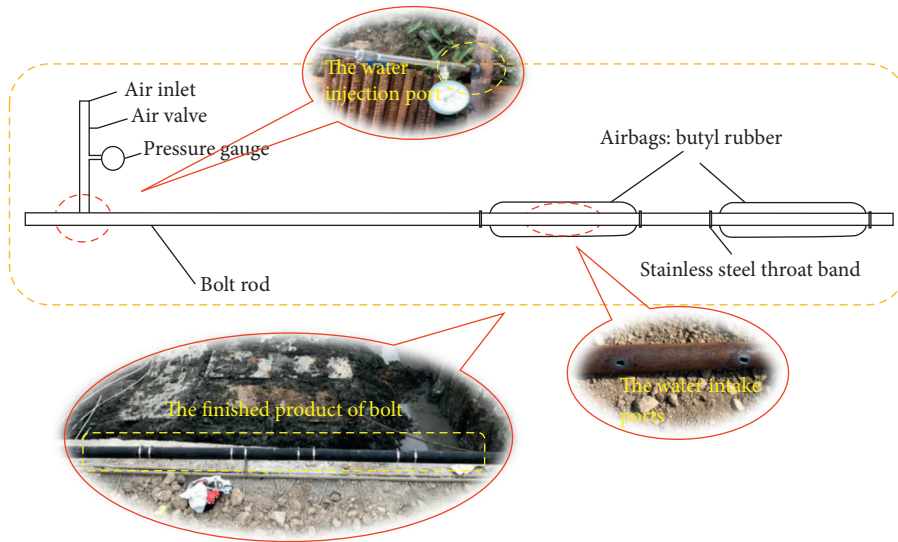 The water
injection port
Air inlet
Air valve
Pressure gauge
Airbags: butyl rubber
Stainless steel throat band
Bolt rod
The finished product of bolt
The water intake
ports